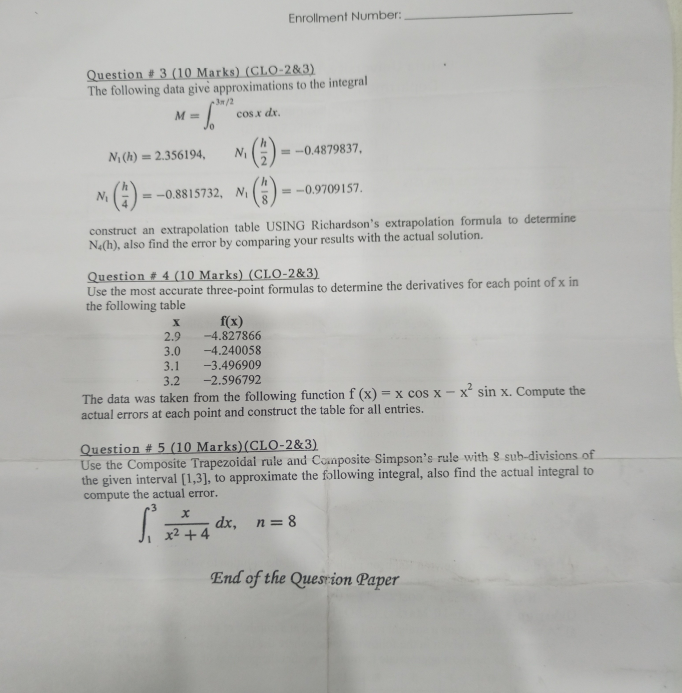 Enrollment Number:
Question # 3 (10 Marks) (CLO-2&3)
The following data give approximations to the integral
M = ∫₀^{3π/2} cos x dx.
N₁(h) = 2.356194, N₁(h/2) = −0.4879837,
N₁(h/4) = −0.8815732, N₁(h/8) = −0.9709157.
construct an extrapolation table USING Richardson's extrapolation formula to determine
N₄(h), also find the error by comparing your results with the actual solution.
Question # 4 (10 Marks) (CLO-2&3)
Use the most accurate three-point formulas to determine the derivatives for each point of x in
the following table
x f(x)
2.9 −4.827866
3.0 −4.240058
3.1 −3.496909
3.2 −2.596792
The data was taken from the following function f (x) = x cos x − x² sin x. Compute the
actual errors at each point and construct the table for all entries.
Question # 5 (10 Marks)(CLO-2&3)
Use the Composite Trapezoidal rule and Composite Simpson's rule with 8 sub-divisions of
the given interval [1,3], to approximate the following integral, also find the actual integral to
compute the actual error.
∫₁³ x/(x² + 4) dx, n = 8
End of the Question Paper